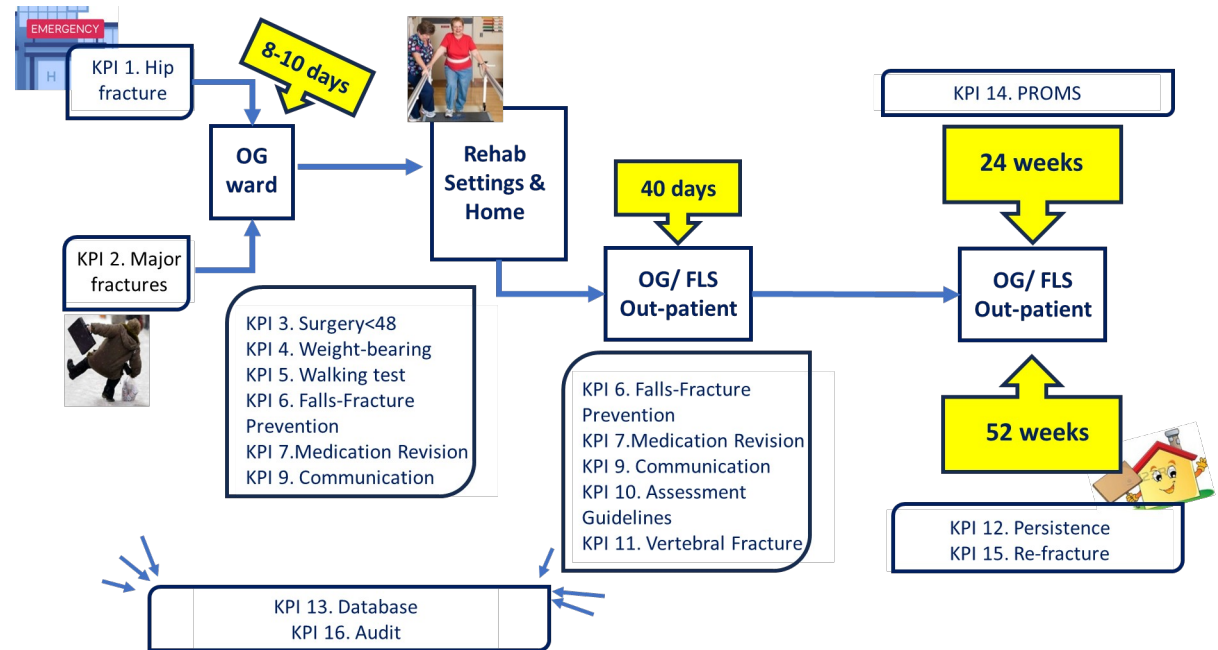 EMERGENCY
H
KPI 1. Hip
fracture
8-10 days
OG
ward
KPI 2. Major
fractures
Rehab
Settings &
Home
40 days
OG/ FLS
Out-patient
KPI 14. PROMS
24 weeks
OG/ FLS
Out-patient
52 weeks
KPI 12. Persistence
KPI 15. Re-fracture
KPI 3. Surgery<48
KPI 4. Weight-bearing
KPI 5. Walking test
KPI 6. Falls-Fracture
Prevention
KPI 7.Medication Revision
KPI 9. Communication
KPI 6. Falls-Fracture
Prevention
KPI 7.Medication Revision
KPI 9. Communication
KPI 10. Assessment
Guidelines
KPI 11. Vertebral Fracture
KPI 13. Database
KPI 16. Audit